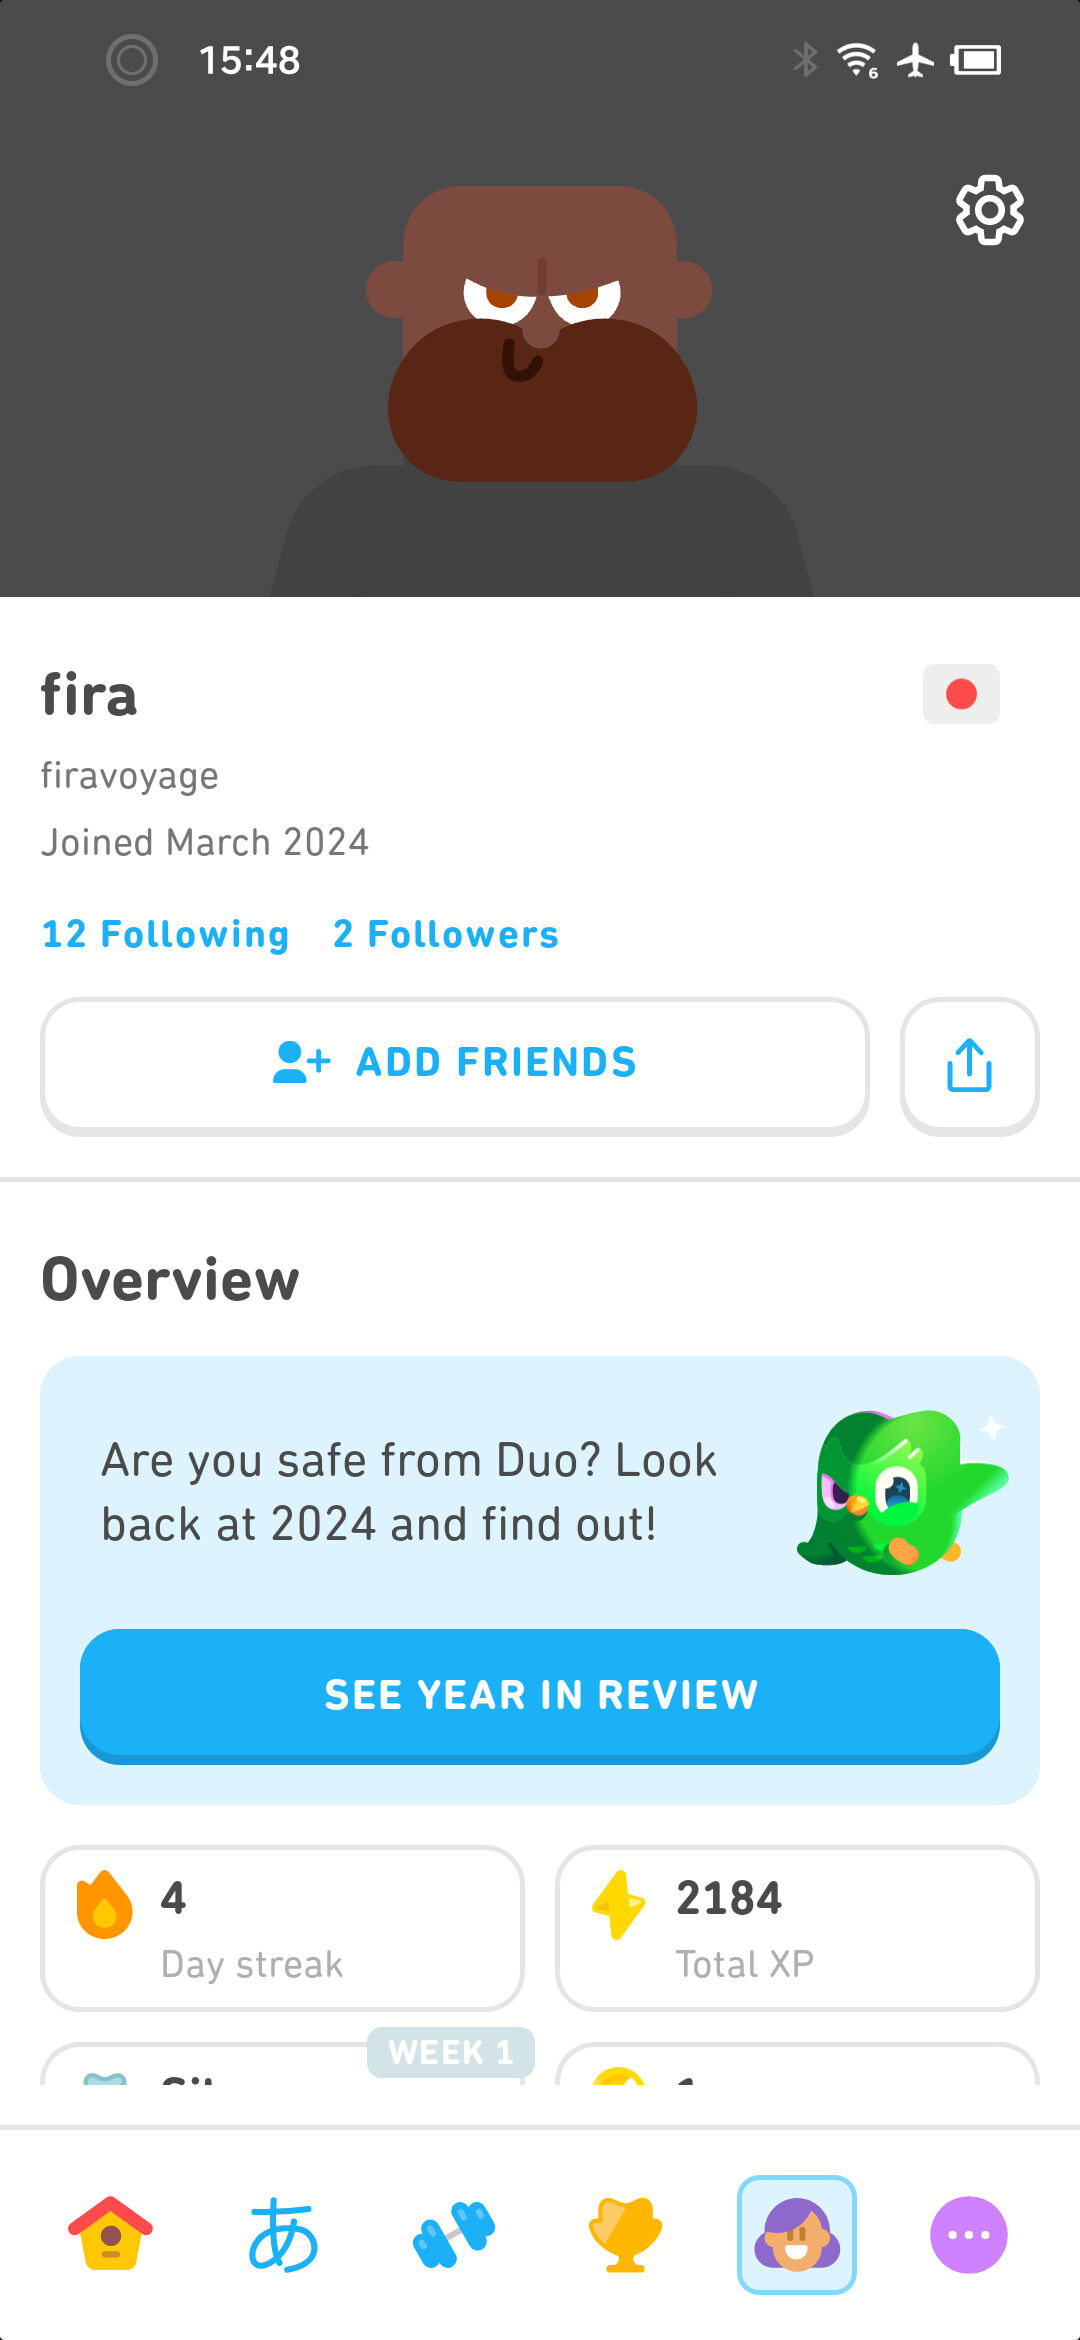 15:48
6
fira
firavoyage
Joined March 2024
12 Following 2 Followers
ADD FRIENDS
Overview
Are you safe from Duo? Look
back at 2024 and find out!
SEE YEAR IN REVIEW
4
Day streak
2184
Total XP
WEEK 1
あ